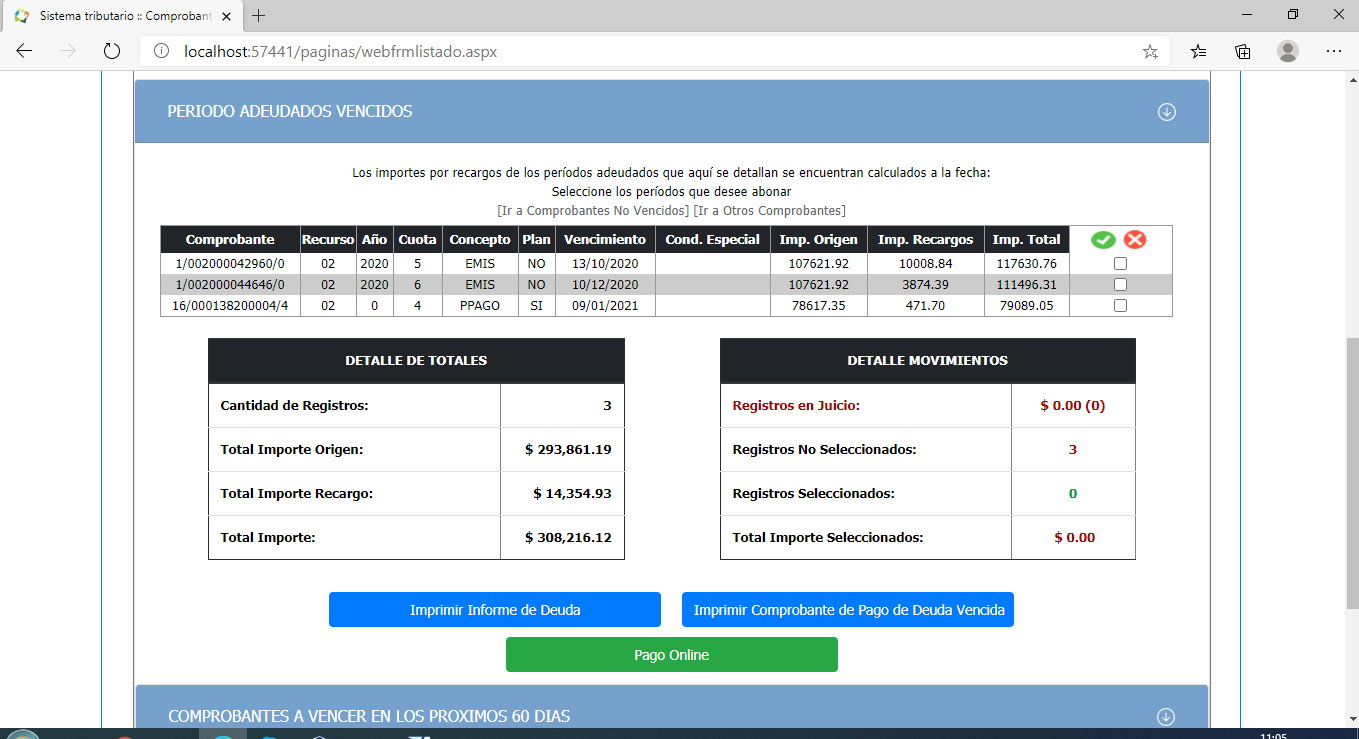 Sistema tributario :: Comprobant
localhost:57441/paginas/webfrmlistado.aspx
PERIODO ADEUDADOS VENCIDOS
Los importes por recargos de los períodos adeudados que aquí se detallan se encuentran calculados a la fecha:
Seleccione los períodos que desee abonar
[Ir a Comprobantes No Vencidos] [Ir a Otros Comprobantes]
Comprobante Recurso Año Cuota Concepto Plan Vencimiento Cond. Especial Imp. Origen Imp. Recargos Imp. Total
1/002000042960/0 02 2020 5 EMIS NO 13/10/2020 107621.92 10008.84 117630.76
1/002000044646/0 02 2020 6 EMIS NO 10/12/2020 107621.92 3874.39 111496.31
16/000138200004/4 02 0 4 PPAGO SI 09/01/2021 78617.35 471.70 79089.05
DETALLE DE TOTALES
Cantidad de Registros: 3
Total Importe Origen: $ 293,861.19
Total Importe Recargo: $ 14,354.93
Total Importe: $ 308,216.12
DETALLE MOVIMIENTOS
Registros en Juicio: $ 0.00 (0)
Registros No Seleccionados: 3
Registros Seleccionados: 0
Total Importe Seleccionados: $ 0.00
Imprimir Informe de Deuda
Imprimir Comprobante de Pago de Deuda Vencida
Pago Online
COMPROBANTES A VENCER EN LOS PROXIMOS 60 DIAS
11:05